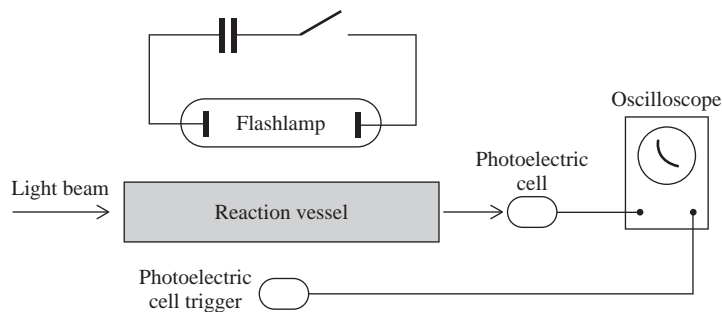 Flashlamp
Oscilloscope
Photoelectric
cell
Light beam
Reaction vessel
Photoelectric
cell trigger